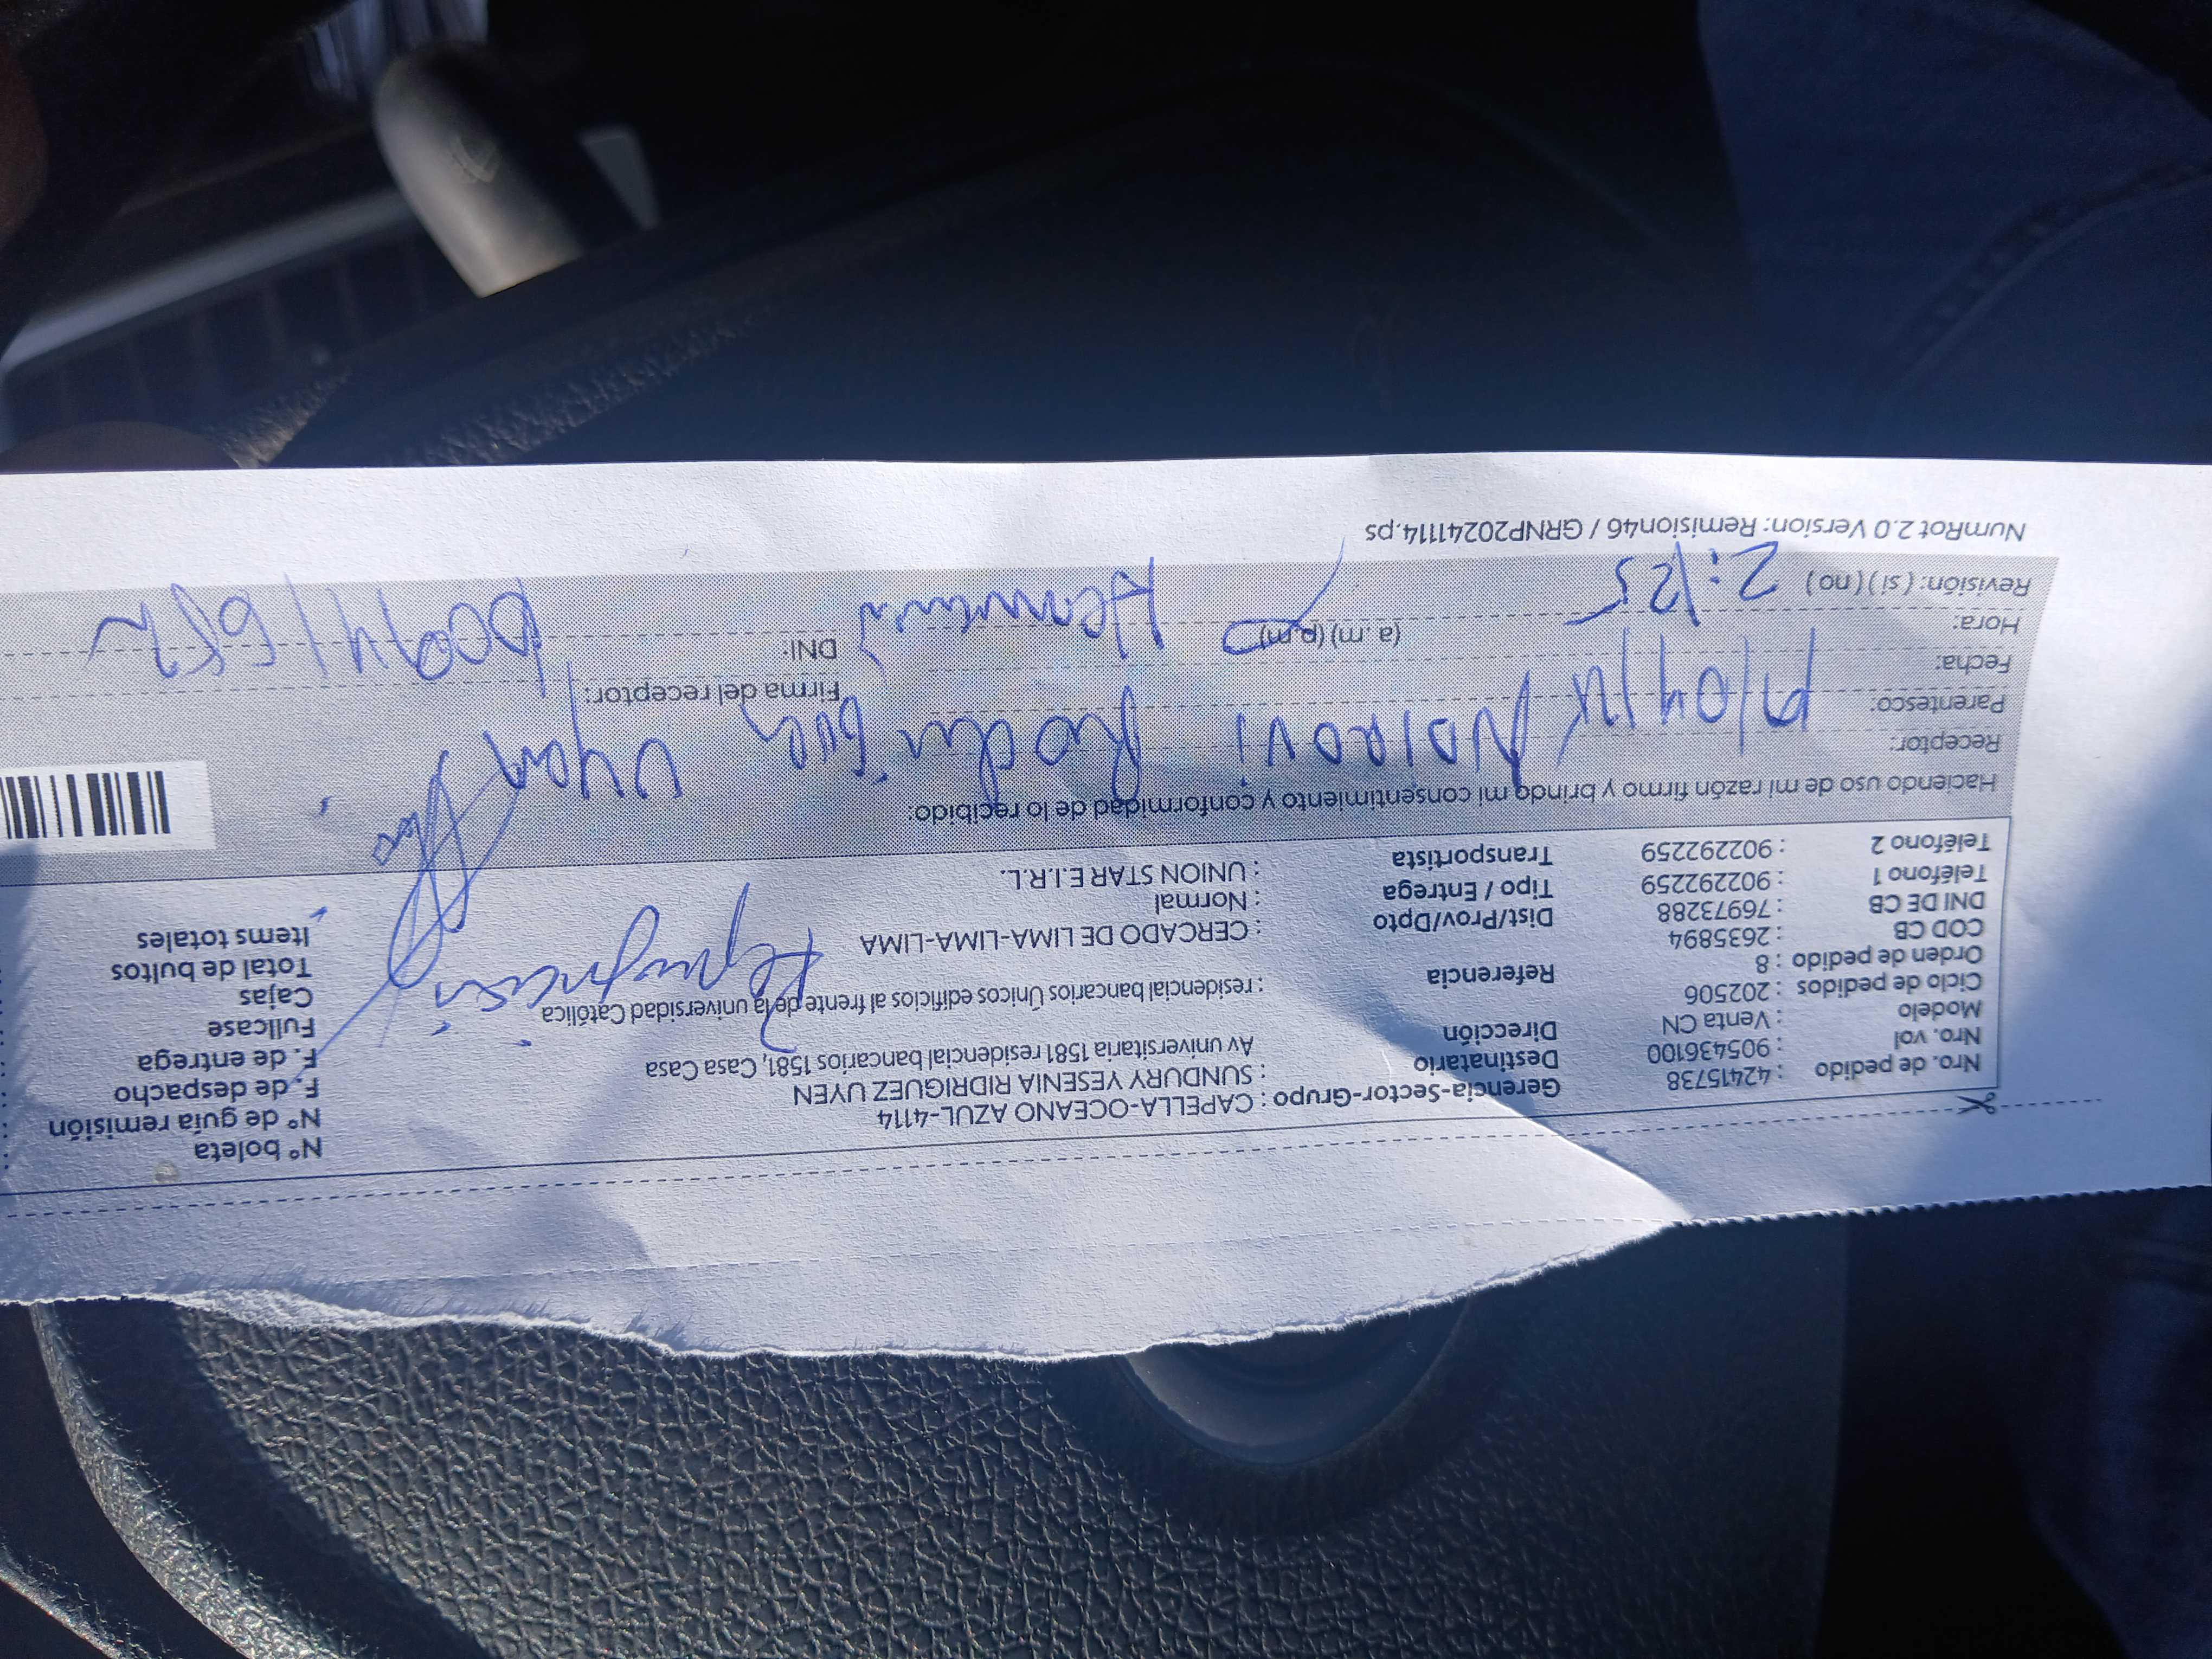 Nro. de pedido : 42415738
Nro. vol : 905436100
Modelo : Venta CN
Ciclo de pedidos : 202506
Orden de pedido : 8
COD CB : 2635894
DNI DE CB : 76973288
Teléfono 1 : 902292259
Teléfono 2 : 902292259
Gerencia-Sector-Grupo : CAPELLA-OCEANO AZUL-4114
Destinatario : SUNDURY YESENIA RIDRIGUEZ UYEN
Dirección Av universitaria 1581 residencial bancarios 1581, Casa Casa
Referencia : residencial bancarios Únicos edificios al frente de la universidad Católica
Dist/Prov/Dpto : CERCADO DE LIMA-LIMA-LIMA
Tipo / Entrega : Normal
Transportista : UNION STAR E.I.R.L.
N° boleta
N° de guía remisión
F. de despacho
F. de entrega
Fullcase
Cajas
Total de bultos
Items totales
Haciendo uso de mi razón firmo y brindo mi consentimiento y conformidad de lo recibido.
Receptor:
Parentesco:
Fecha:
Hora: 2:25 (a. m) (p.m)
Revisión: ( si ) ( no )
Firma del receptor:
DNI:
NumRot 2.0 Version: Remision46 / GRNP20241114.ps